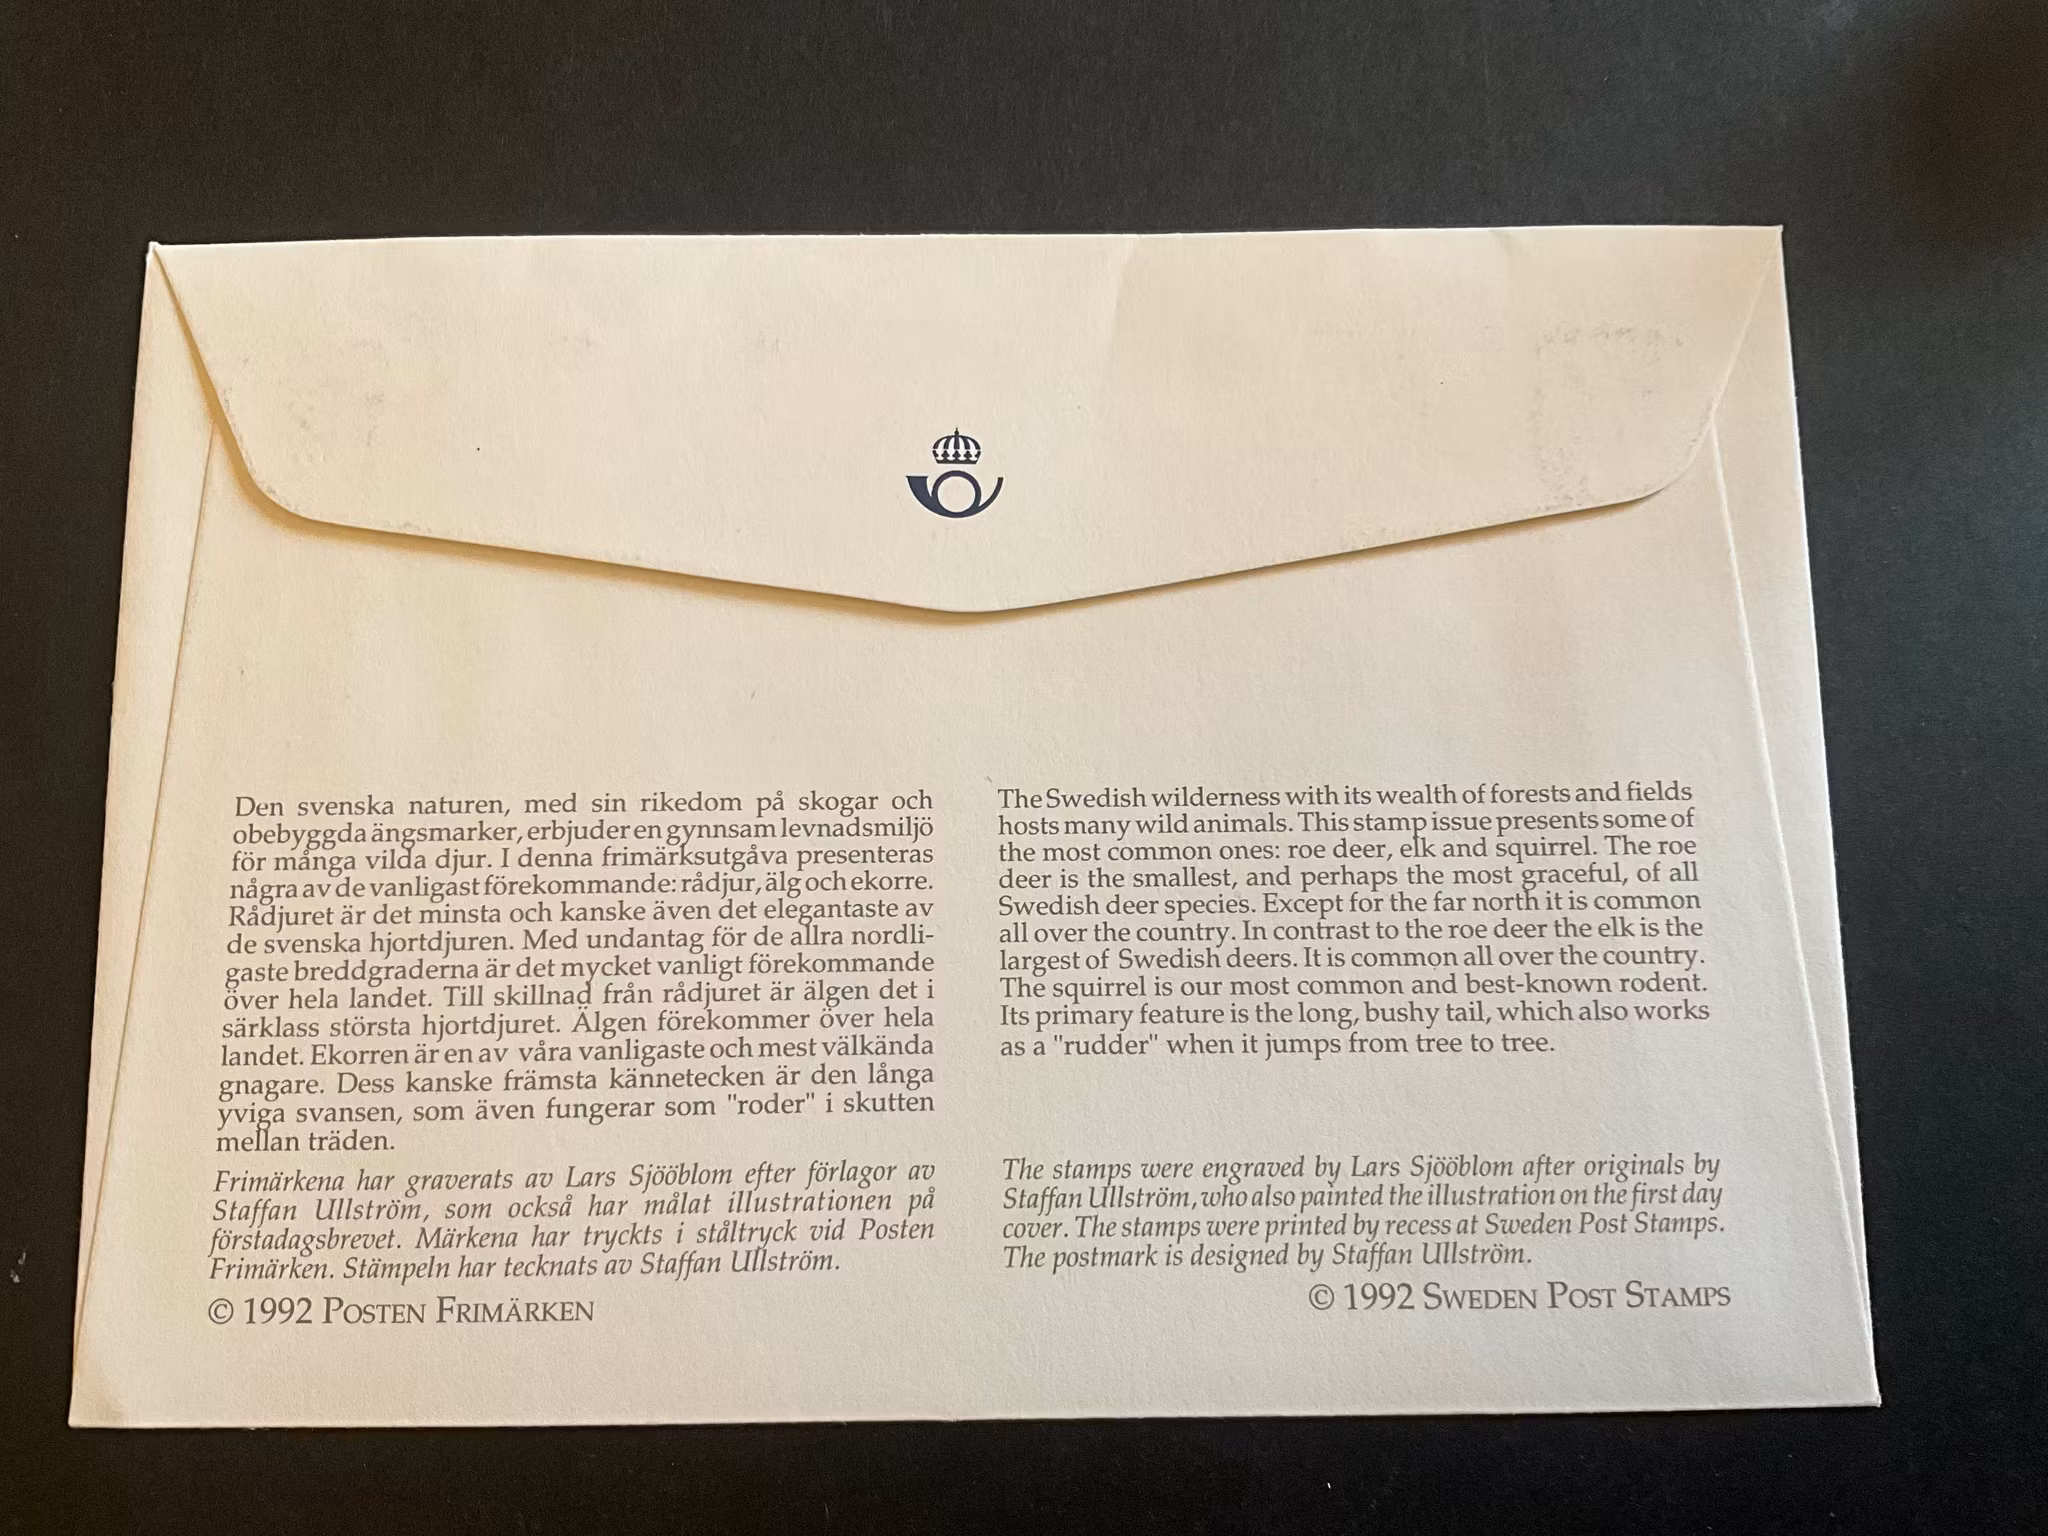 Den svenska naturen, med sin rikedom på skogar och
obebyggda ängsmarker, erbjuder en gynnsam levnadsmiljö
för många vilda djur. I denna frimärksutgåva presenteras
några av de vanligast förekommande: rådjur, älg och ekorre.
Rådjuret är det minsta och kanske även det elegantaste av
de svenska hjortdjuren. Med undantag för de allra nordli-
gaste breddgraderna är det mycket vanligt förekommande
över hela landet. Till skillnad från rådjuret är älgen det i
särklass största hjortdjuret. Älgen förekommer över hela
landet. Ekorren är en av våra vanligaste och mest välkända
gnagare. Dess kanske främsta kännetecken är den långa
yviga svansen, som även fungerar som "roder" i skutten
mellan träden.
Frimärkena har graverats av Lars Sjööblom efter förlagor av
Staffan Ullström, som också har målat illustrationen på
förstadagsbrevet. Märkena har tryckts i ståltryck vid Posten
Frimärken. Stämpeln har tecknats av Staffan Ullström.
© 1992 POSTEN FRIMÄRKEN
The Swedish wilderness with its wealth of forests and fields
hosts many wild animals. This stamp issue presents some of
the most common ones: roe deer, elk and squirrel. The roe
deer is the smallest, and perhaps the most graceful, of all
Swedish deer species. Except for the far north it is common
all over the country. In contrast to the roe deer the elk is the
largest of Swedish deers. It is common all over the country.
The squirrel is our most common and best-known rodent.
Its primary feature is the long, bushy tail, which also works
as a "rudder" when it jumps from tree to tree.
The stamps were engraved by Lars Sjööblom after originals by
Staffan Ullström, who also painted the illustration on the first day
cover. The stamps were printed by recess at Sweden Post Stamps.
The postmark is designed by Staffan Ullström.
© 1992 SWEDEN POST STAMPS